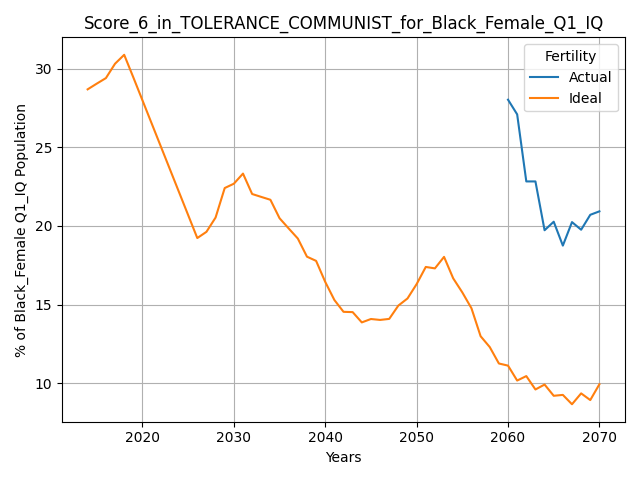 Score_6_in_TOLERANCE_COMMUNIST_for_Black_Female_Q1_IQ
Fertility
Actual
Ideal
% of Black_Female Q1_IQ Population
30
25
20
15
10
2020 2030 2040 2050 2060 2070
Years